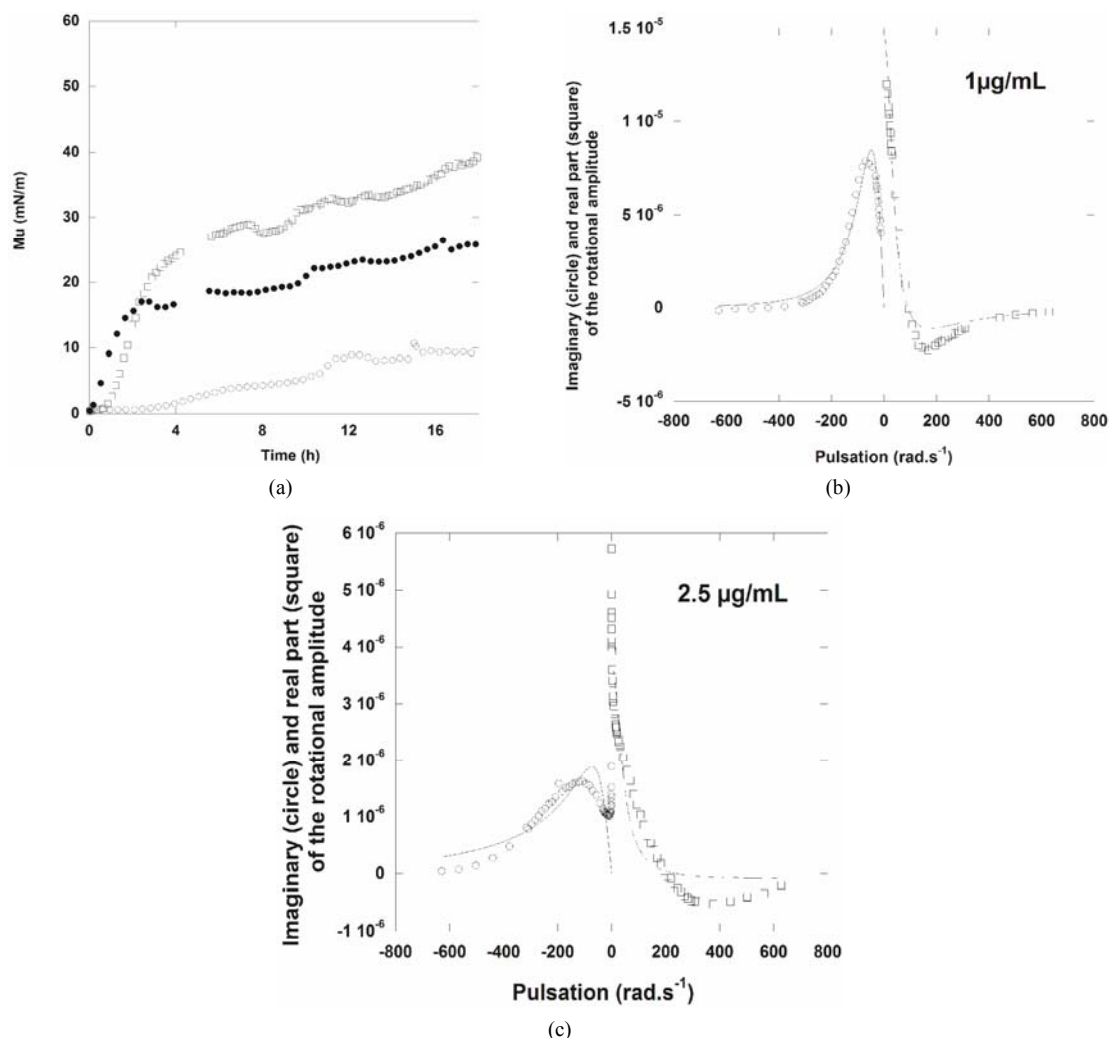 60
50
40
30
20
10
0
Mu (mN/m)
0 4 8 12 16
Time (h)
(a)
1.5 10⁻⁵
1 10⁻⁵
5 10⁻⁶
0
-5 10⁻⁶
Imaginary (circle) and real part (square)
of the rotational amplitude
1µg/mL
-800 -600 -400 -200 0 200 400 600 800
Pulsation (rad.s⁻¹)
(b)
6 10⁻⁶
5 10⁻⁶
4 10⁻⁶
3 10⁻⁶
2 10⁻⁶
1 10⁻⁶
0
-1 10⁻⁶
Imaginary (circle) and real part (square)
of the rotational amplitude
2.5 µg/mL
-800 -600 -400 -200 0 200 400 600 800
Pulsation (rad.s⁻¹)
(c)